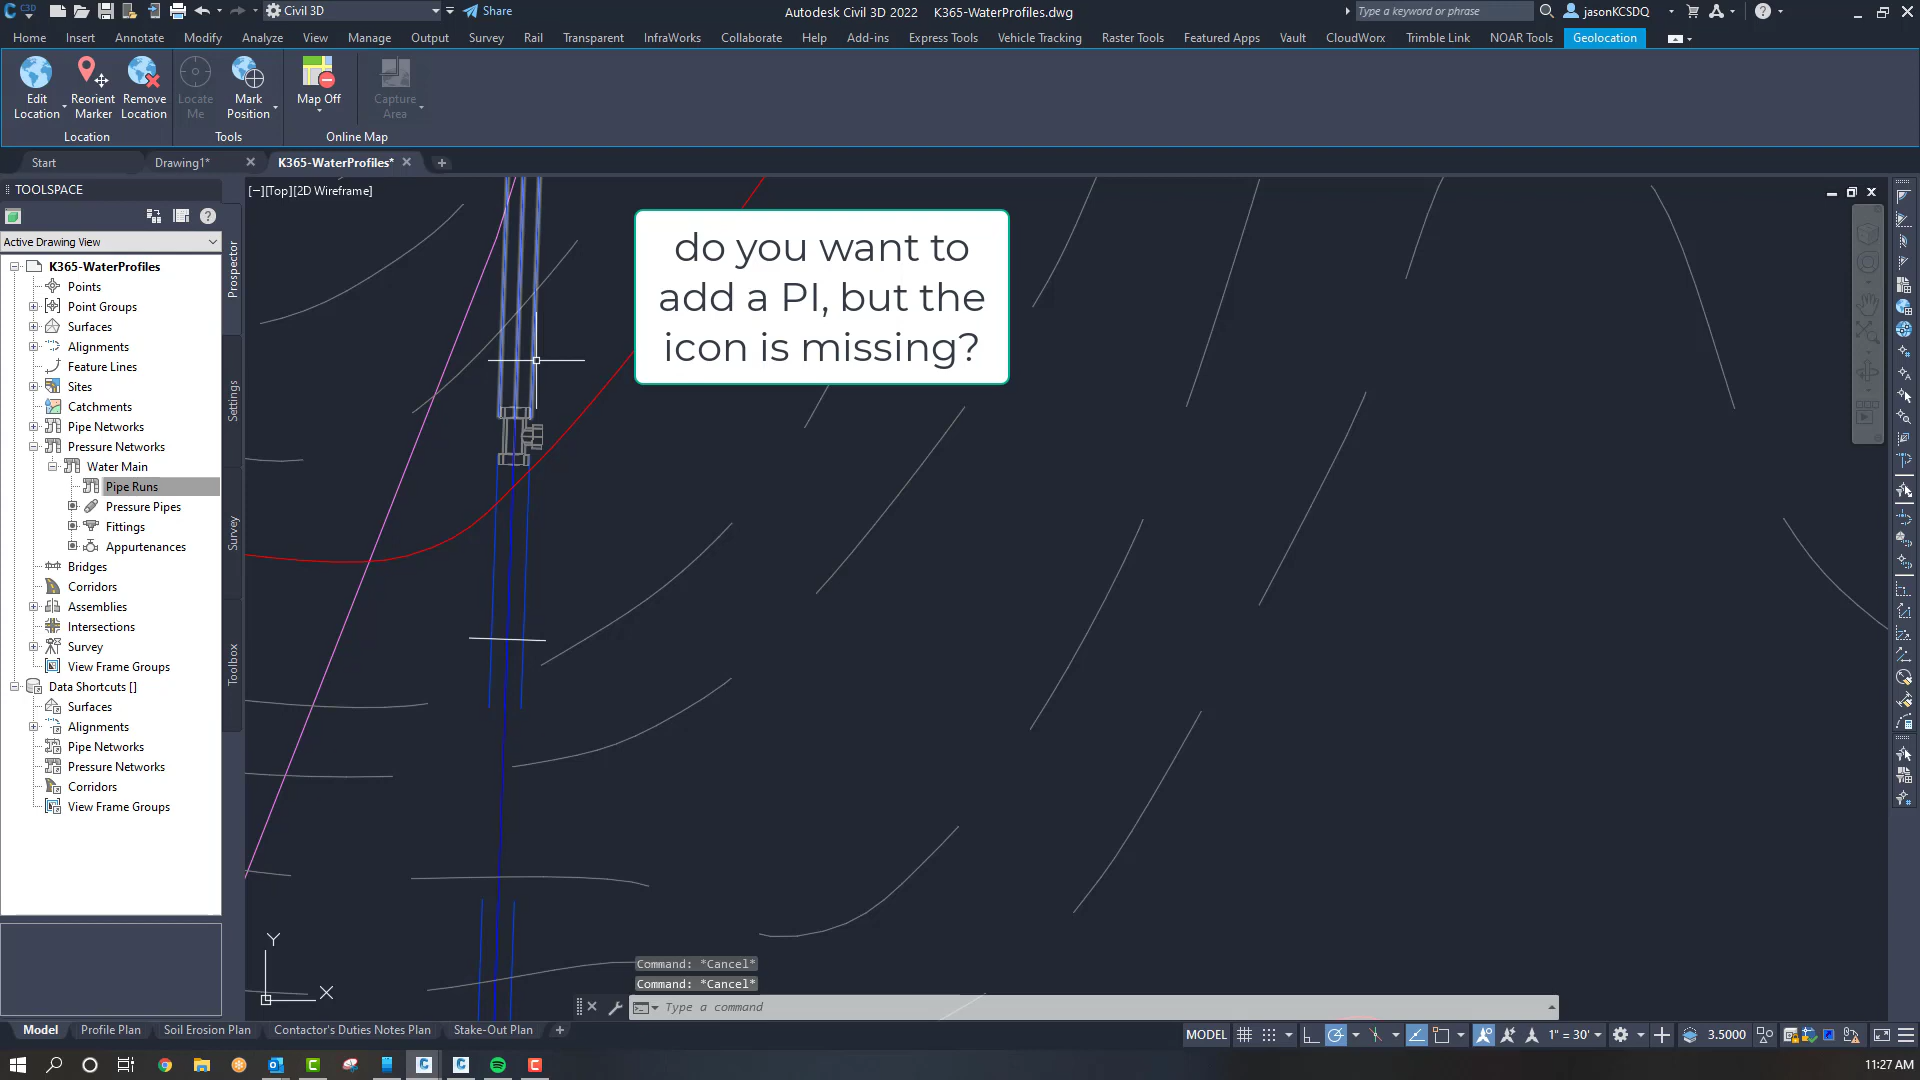 C3D
Civil 3D
Share
Autodesk Civil 3D 2022 K365-WaterProfiles.dwg
Type a keyword or phrase
jasonKCSDQ
Home Insert Annotate Modify Analyze View Manage Output Survey Rail Transparent InfraWorks Collaborate Help Add-ins Express Tools Vehicle Tracking Raster Tools Featured Apps Vault CloudWorx Trimble Link NOAR Tools Geolocation
Edit Location
Reorient Marker
Remove Location
Locate Me
Mark Position
Map Off
Capture Area
Location Tools Online Map
Start Drawing1* K365-WaterProfiles*
TOOLSPACE
[−][Top][2D Wireframe]
Active Drawing View
K365-WaterProfiles
Points
Point Groups
Surfaces
Alignments
Feature Lines
Sites
Catchments
Pipe Networks
Pressure Networks
Water Main
Pipe Runs
Pressure Pipes
Fittings
Appurtenances
Bridges
Corridors
Assemblies
Intersections
Survey
View Frame Groups
Data Shortcuts []
Surfaces
Alignments
Pipe Networks
Pressure Networks
Corridors
View Frame Groups
Prospector
Settings
Survey
Toolbox
do you want to
add a PI, but the
icon is missing?
Y
X
Command: *Cancel*
Command: *Cancel*
Type a command
Model Profile Plan Soil Erosion Plan Contactor's Duties Notes Plan Stake-Out Plan
MODEL 1" = 30' 3.5000
11:27 AM